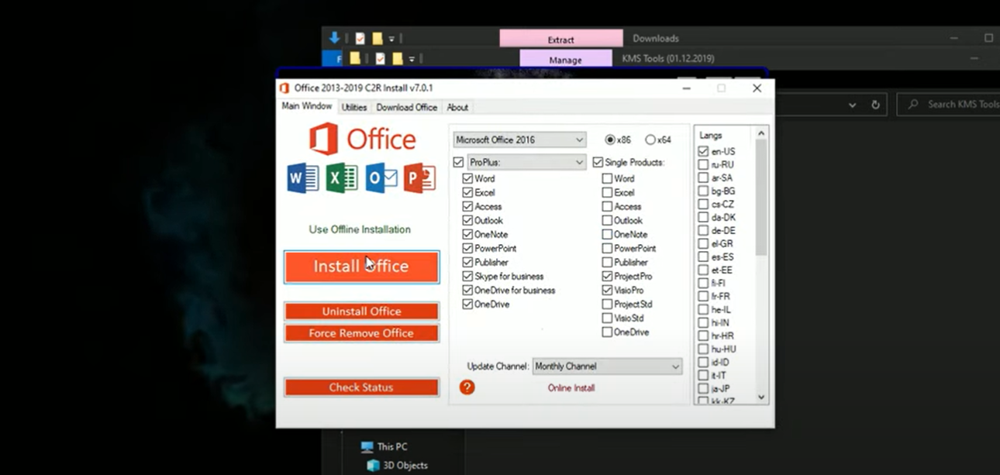 Extract
Downloads
F
Manage
KMS Tools (01.12.2019)
Office 2013-2019 C2R Install v7.0.1
Main Window
Utilities
Download Office
About
Search KMS Tools
Office
W
X
O
P
Use Offline Installation
Install Office
Uninstall Office
Force Remove Office
Check Status
Microsoft Office 2016
x86
x64
ProPlus:
Word
Excel
Access
Outlook
OneNote
PowerPoint
Publisher
Skype for business
OneDrive for business
OneDrive
Single Products:
Word
Excel
Access
Outlook
OneNote
PowerPoint
Publisher
ProjectPro
VisioPro
ProjectStd
VisioStd
OneDrive
Update Channel:
Monthly Channel
?
Online Install
Langs
en-US
ru-RU
ar-SA
bg-BG
cs-CZ
da-DK
de-DE
el-GR
es-ES
et-EE
fi-FI
fr-FR
he-IL
hi-IN
hr-HR
hu-HU
id-ID
it-IT
ja-JP
kk-KZ
This PC
3D Objects